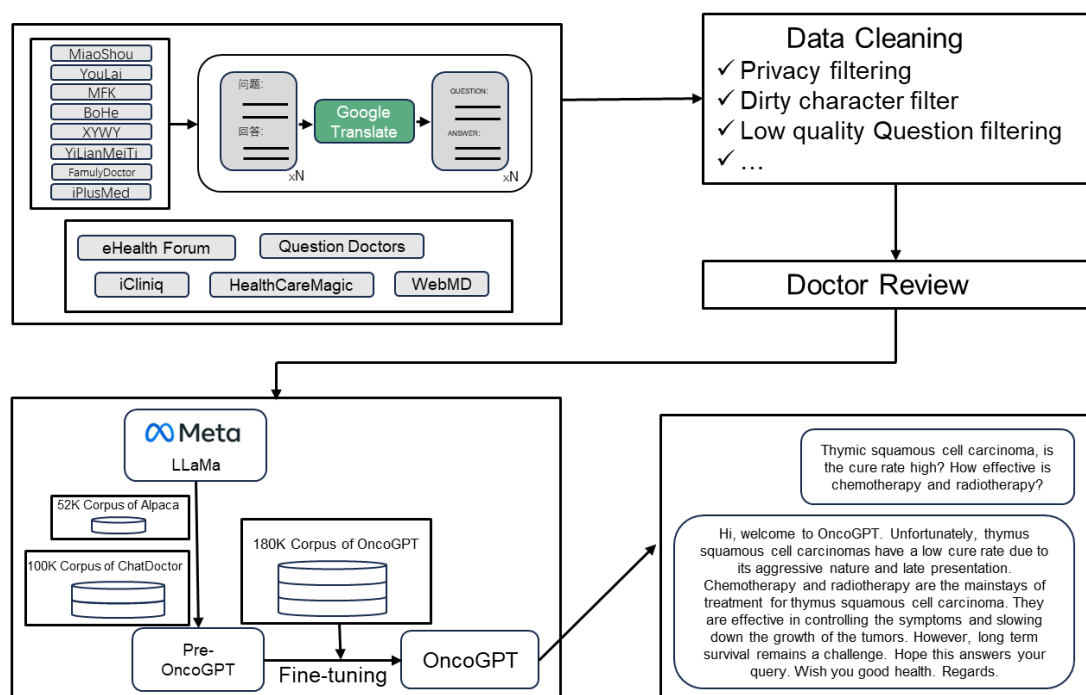 MiaoShou
YouLai
MFK
BoHe
XYWY
YiLianMeiTi
FamulyDoctor
iPlusMed
问题:
回答:
xN
Google
Translate
QUESTION:
ANSWER:
xN
eHealth Forum
Question Doctors
iCliniq
HealthCareMagic
WebMD
Data Cleaning
✓ Privacy filtering
✓ Dirty character filter
✓ Low quality Question filtering
✓ ...
Doctor Review
Meta
LLaMa
52K Corpus of Alpaca
100K Corpus of ChatDoctor
180K Corpus of OncoGPT
Pre-
OncoGPT
Fine-tuning
OncoGPT
Thymic squamous cell carcinoma, is
the cure rate high? How effective is
chemotherapy and radiotherapy?
Hi, welcome to OncoGPT. Unfortunately, thymus
squamous cell carcinomas have a low cure rate due to
its aggressive nature and late presentation.
Chemotherapy and radiotherapy are the mainstays of
treatment for thymus squamous cell carcinoma. They
are effective in controlling the symptoms and slowing
down the growth of the tumors. However, long term
survival remains a challenge. Hope this answers your
query. Wish you good health. Regards.